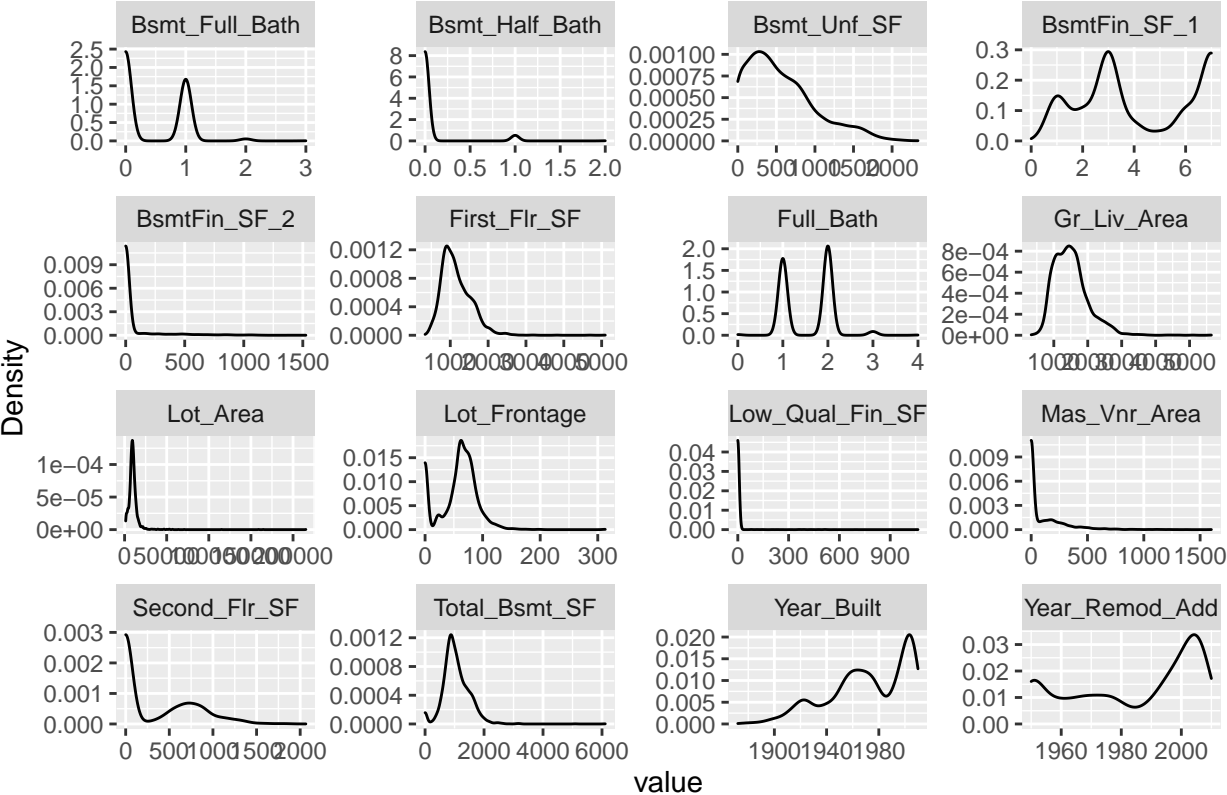 Bsmt_Full_Bath Bsmt_Half_Bath Bsmt_Unf_SF BsmtFin_SF_1
2.5 2.0 1.5 1.0 0.5 0.0
0 1 2 3
8 6 4 2 0
0.0 0.5 1.0 1.5 2.0
0.00100 0.00075 0.00050 0.00025 0.00000
0 500 1000 1500 2000
0.3 0.2 0.1 0.0
0 2 4 6
BsmtFin_SF_2 First_Flr_SF Full_Bath Gr_Liv_Area
0.009 0.006 0.003 0.000
0 500 1000 1500
0.0012 0.0008 0.0004 0.0000
1000 2000 3000 4000 5000
2.0 1.5 1.0 0.5 0.0
0 1 2 3 4
8e−04 6e−04 4e−04 2e−04 0e+00
1000 2000 3000 4000 5000
Lot_Area Lot_Frontage Low_Qual_Fin_SF Mas_Vnr_Area
1e−04 5e−05 0e+00
0 50000 100000 150000 200000
0.015 0.010 0.005 0.000
0 100 200 300
0.04 0.03 0.02 0.01 0.00
0 300 600 900
0.009 0.006 0.003 0.000
0 500 1000 1500
Second_Flr_SF Total_Bsmt_SF Year_Built Year_Remod_Add
0.003 0.002 0.001 0.000
0 500 1000 1500 2000
0.0012 0.0008 0.0004 0.0000
0 2000 4000 6000
0.020 0.015 0.010 0.005 0.000
1900 1940 1980
0.03 0.02 0.01 0.00
1960 1980 2000
Density
value